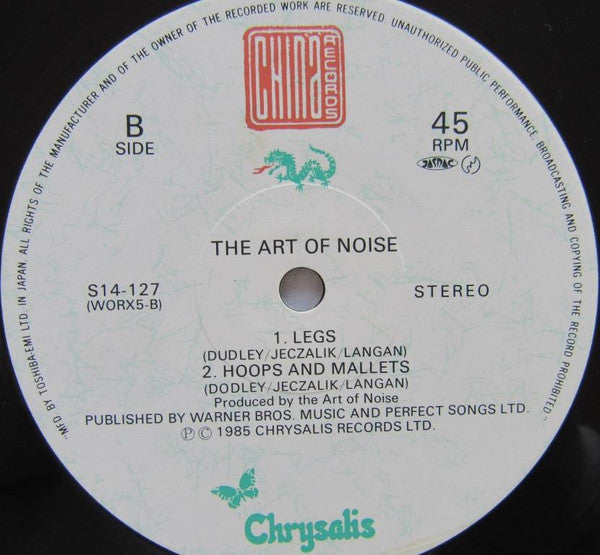 "MFD. BY TOSHIBA-EMI LTD. IN JAPAN. ALL RIGHTS OF THE MANUFACTURER AND OF THE OWNER OF THE RECORDED WORK ARE RESERVED. UNAUTHORIZED PUBLIC PERFORMANCE, BROADCASTING AND COPYING OF THE RECORD PROHIBITED"
CHINA
RECORDS
B
SIDE
45
RPM
JASRAC
THE ART OF NOISE
S14-127
(WORX5-B)
STEREO
1. LEGS
(DUDLEY/JECZALIK/LANGAN)
2. HOOPS AND MALLETS
(DODLEY/JECZALIK/LANGAN)
Produced by the Art of Noise
PUBLISHED BY WARNER BROS. MUSIC AND PERFECT SONGS LTD.
Ⓟ © 1985 CHRYSALIS RECORDS LTD.
Chrysalis